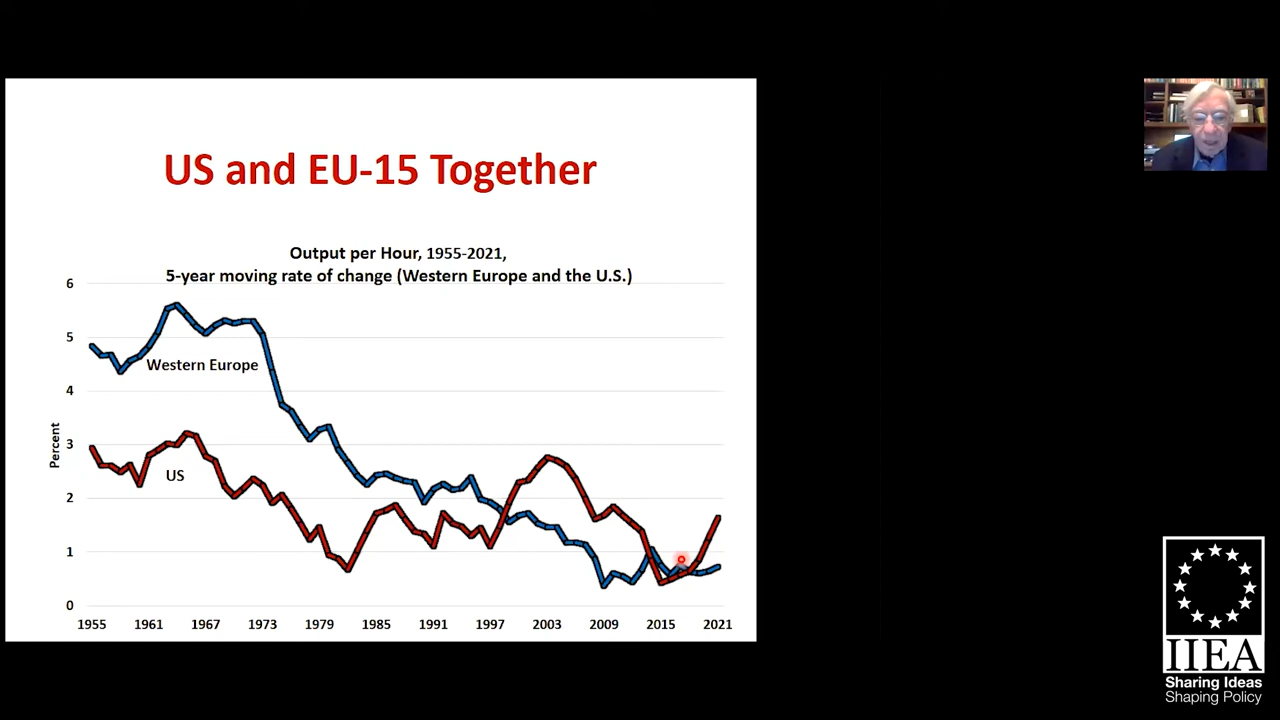 US and EU-15 Together
Output per Hour, 1955-2021,
5-year moving rate of change (Western Europe and the U.S.)
6
5
4
3
2
1
0
Percent
Western Europe
US
1955
1961
1967
1973
1979
1985
1991
1997
2003
2009
2015
2021
IIEA
Sharing Ideas
Shaping Policy